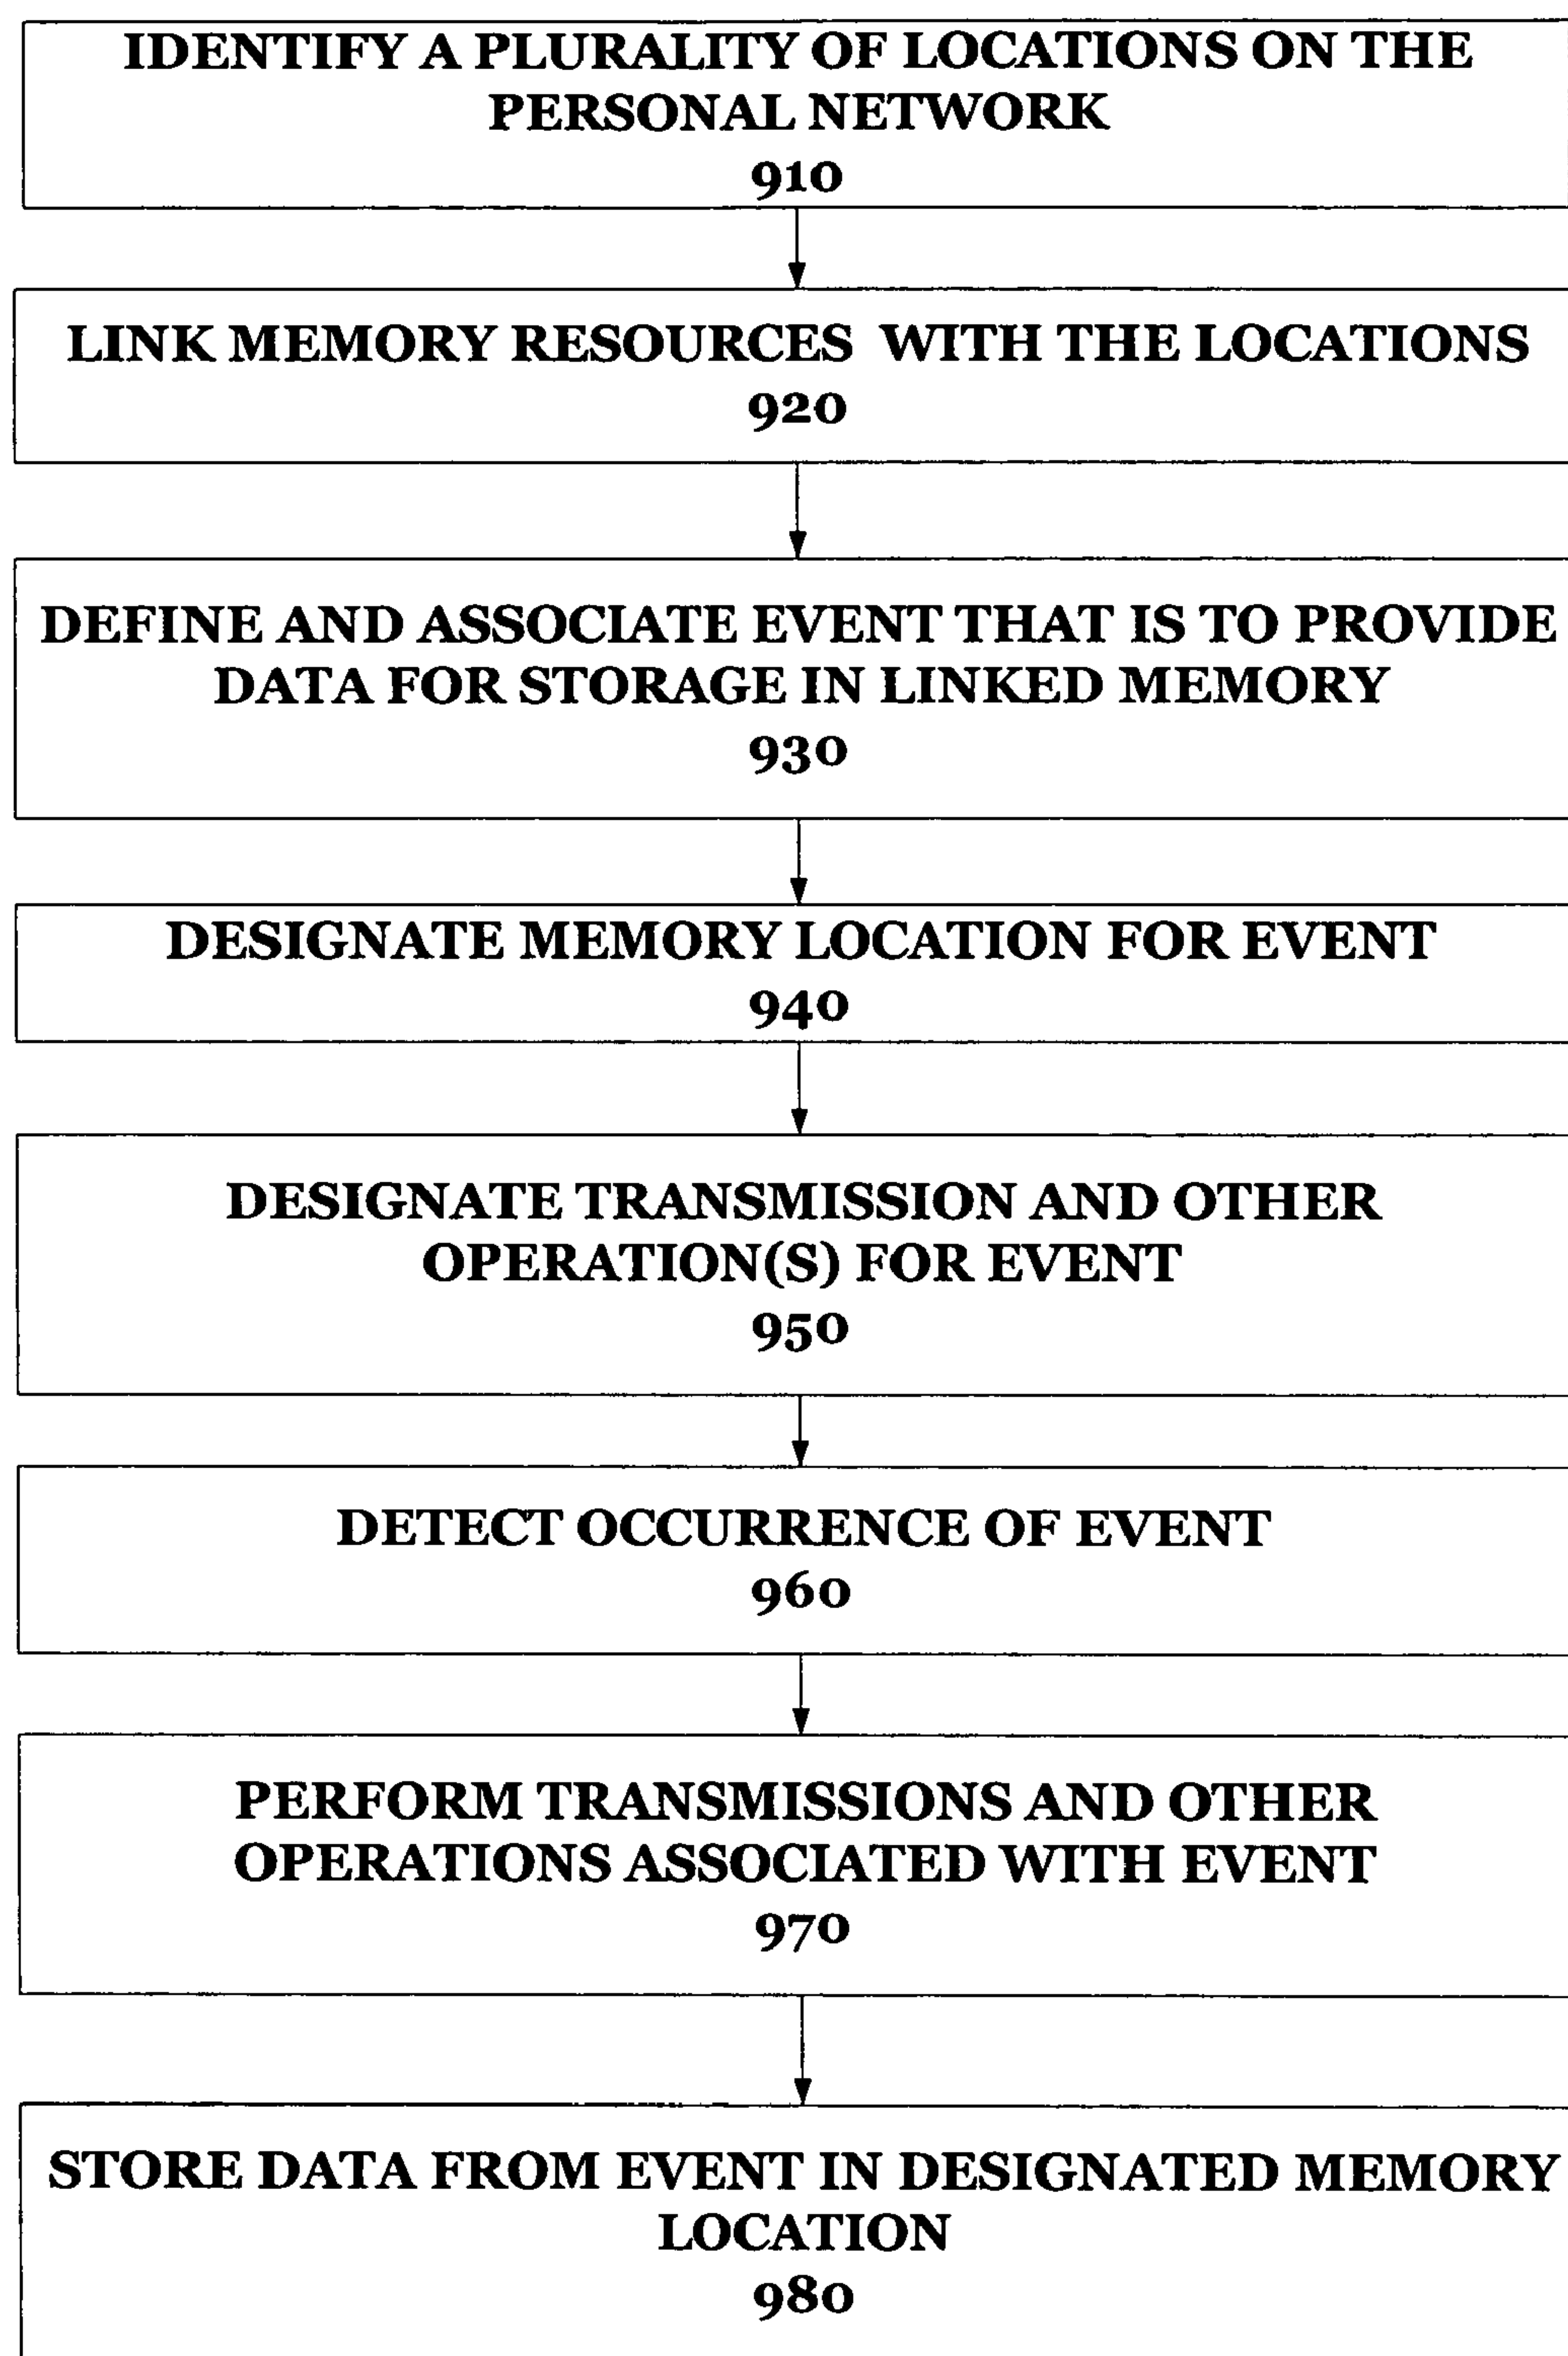 IDENTIFY A PLURALITY OF LOCATIONS ON THE
PERSONAL NETWORK
910
LINK MEMORY RESOURCES WITH THE LOCATIONS
920
DEFINE AND ASSOCIATE EVENT THAT IS TO PROVIDE
DATA FOR STORAGE IN LINKED MEMORY
930
DESIGNATE MEMORY LOCATION FOR EVENT
940
DESIGNATE TRANSMISSION AND OTHER
OPERATION(S) FOR EVENT
950
DETECT OCCURRENCE OF EVENT
960
PERFORM TRANSMISSIONS AND OTHER
OPERATIONS ASSOCIATED WITH EVENT
970
STORE DATA FROM EVENT IN DESIGNATED MEMORY
LOCATION
980